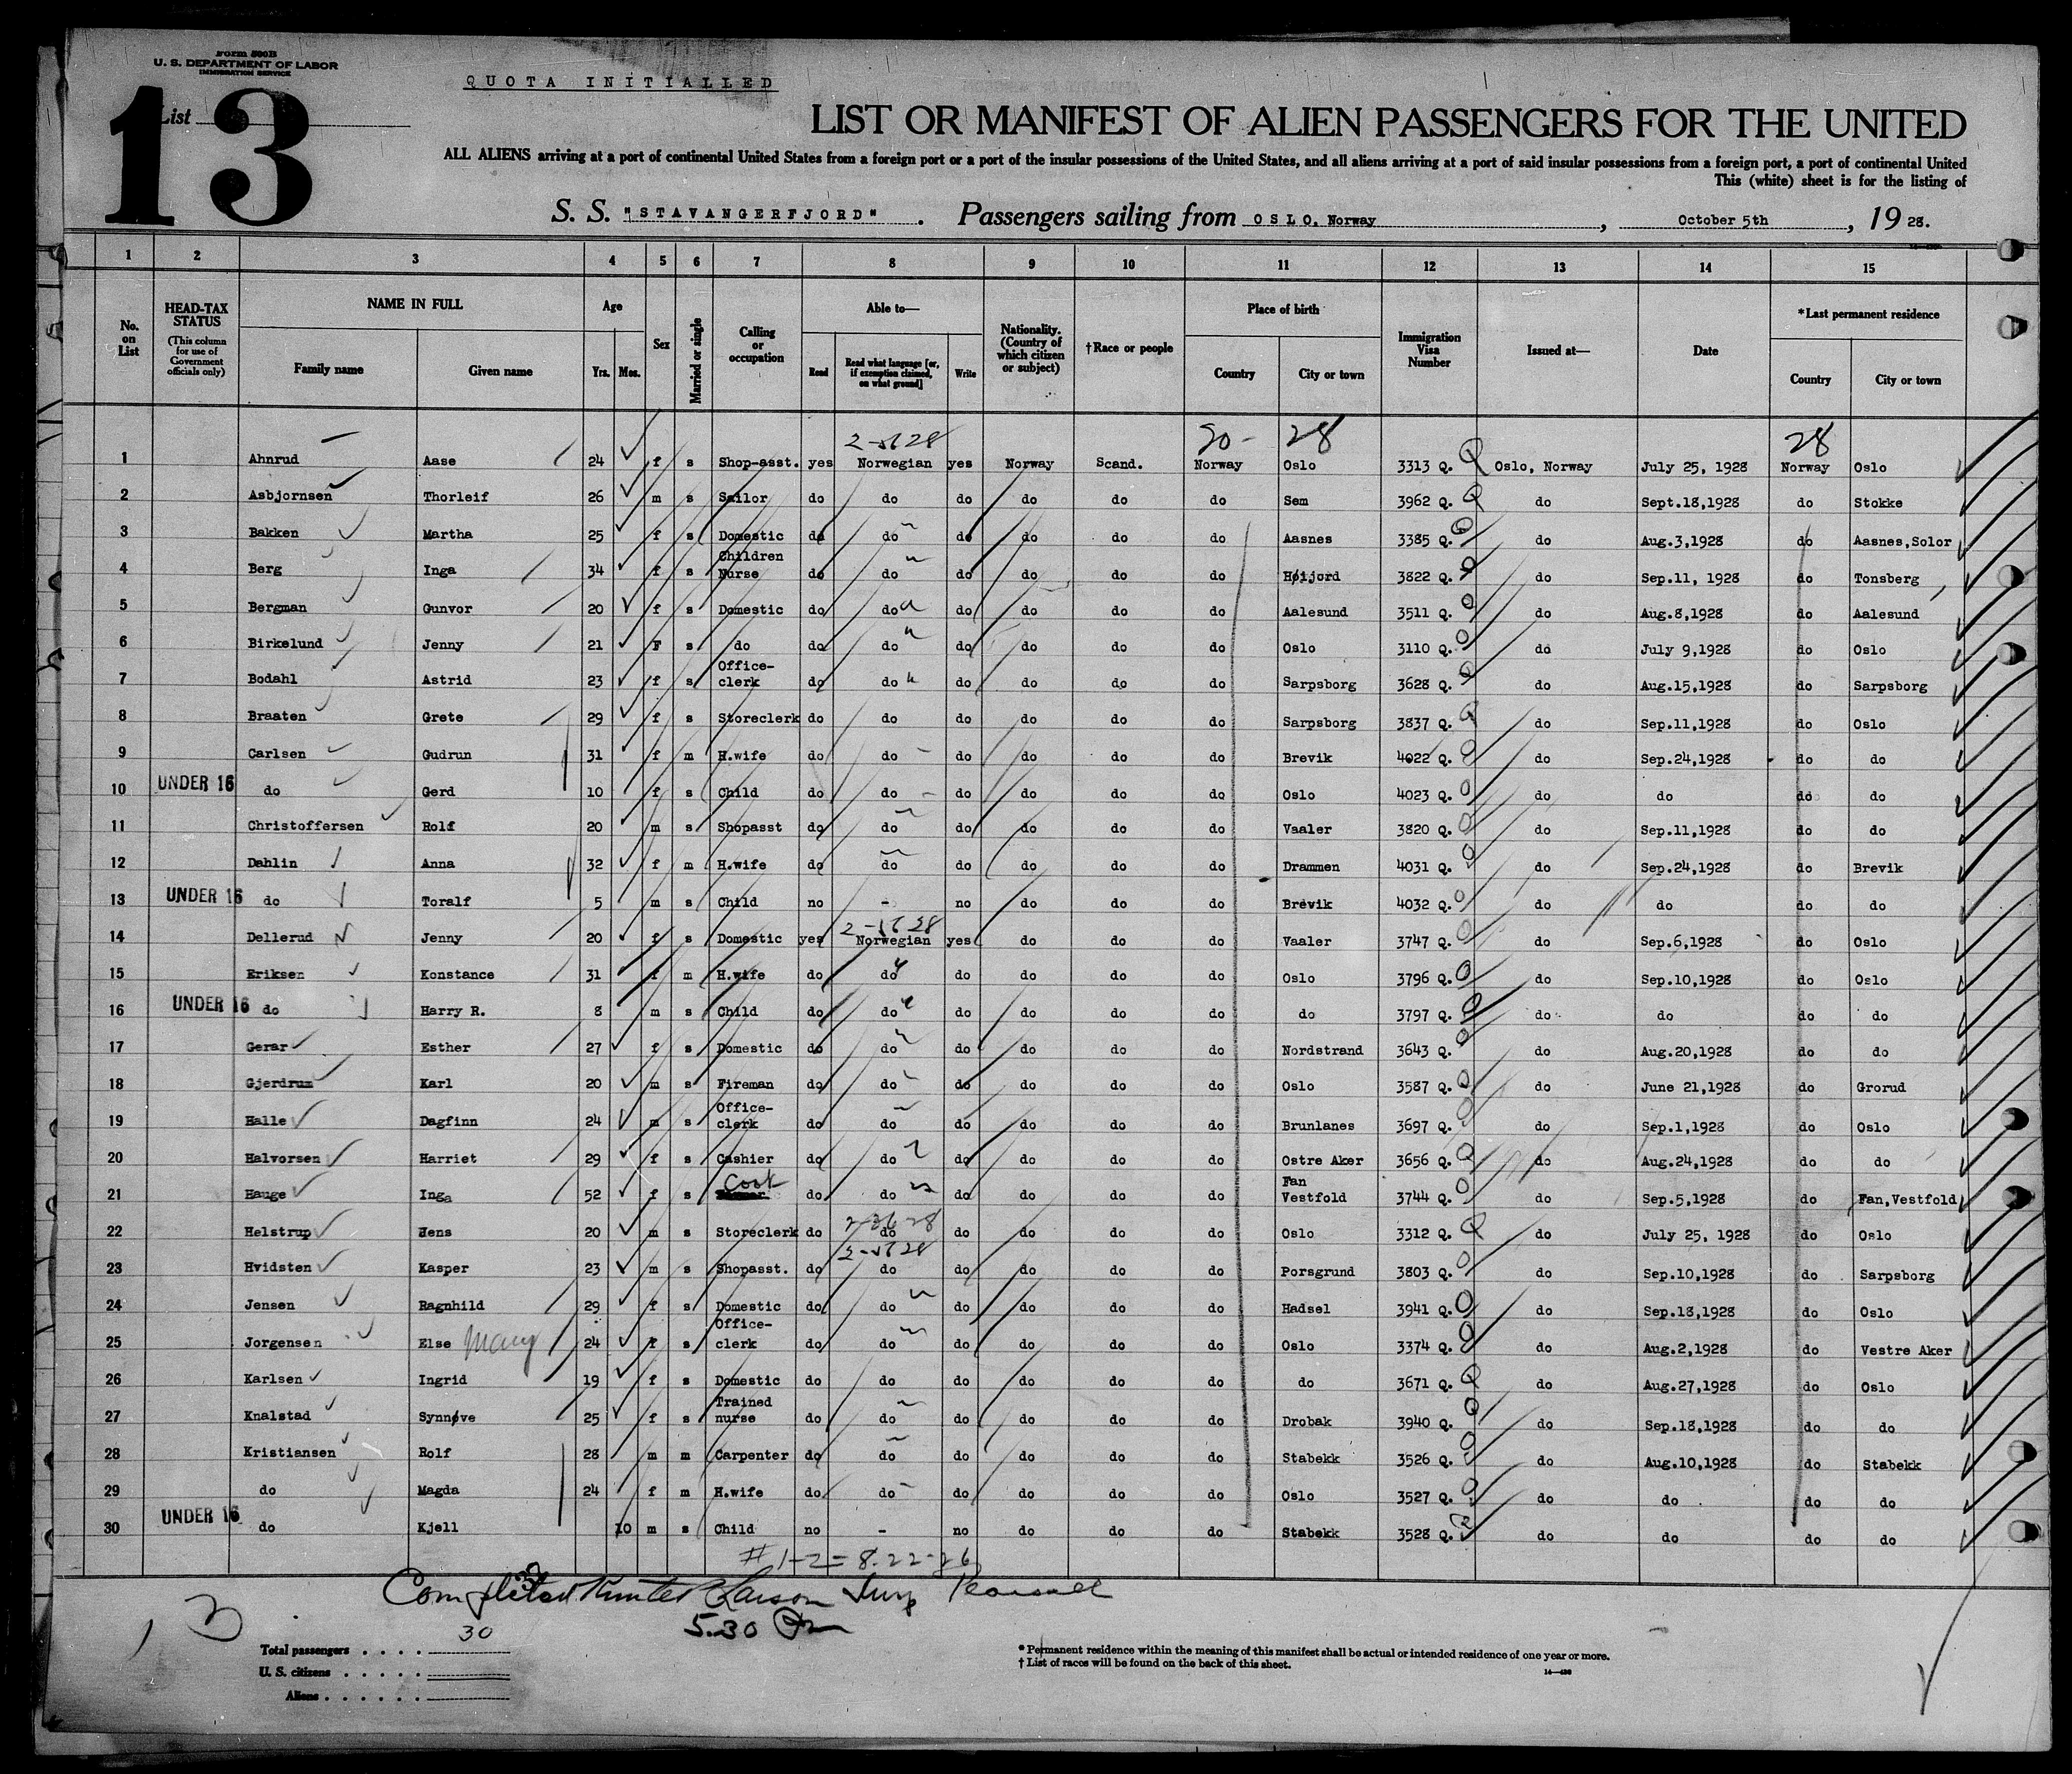 Form 500B
U. S. DEPARTMENT OF LABOR
IMMIGRATION SERVICE
QUOTA INITIALLED
List 13
LIST OR MANIFEST OF ALIEN PASSENGERS FOR THE UNITED
ALL ALIENS arriving at a port of continental United States from a foreign port or a port of the insular possessions of the United States, and all aliens arriving at a port of said insular possessions from a foreign port, a port of continental United
This (white) sheet is for the listing of
S. S. "STAVANGERFJORD". Passengers sailing from OSLO, Norway, October 5th, 19 28.
1 2 3 4 5 6 7 8 9 10 11 12 13 14 15
No. on List
HEAD-TAX STATUS (This column for use of Government officials only)
NAME IN FULL
Family name Given name
Age
Yrs. Mos.
Sex
Married or single
Calling or occupation
Able to—
Read Read what language [or, if exemption claimed, on what ground] Write
Nationality. (Country of which citizen or subject)
†Race or people
Place of birth
Country City or town
Immigration Visa Number
Issued at—
Date
*Last permanent residence
Country City or town
28 28
1 Ahnrud Aase 24 f s Shop-asst. yes Norwegian yes Norway Scand. Norway Oslo 3313 Q. Oslo, Norway July 25, 1928 Norway Oslo
2 Asbjornsen Thorleif 26 m s Sailor do do do do do do Sem 3962 Q. do Sept.18,1928 do Stokke
3 Bakken Martha 25 f s Domestic do do do do do do Aasnes 3385 Q. do Aug.3,1928 do Aasnes,Solor
4 Berg Inga 34 f s Children Nurse do do do do do do Høijord 3822 Q. do Sep.11, 1928 do Tonsberg
5 Bergman Gunvor 20 f s Domestic do do do do do do Aalesund 3511 Q. do Aug.8,1928 do Aalesund
6 Birkelund Jenny 21 F s do do do do do do do Oslo 3110 Q. do July 9,1928 do Oslo
7 Bodahl Astrid 23 f s Office-clerk do do do do do do Sarpsborg 3628 Q. do Aug.15,1928 do Sarpsborg
8 Braaten Grete 29 f s Storeclerk do do do do do do Sarpsborg 3837 Q. do Sep.11,1928 do Oslo
9 Carlsen Gudrun 31 f m H.wife do do do do do do Brevik 4022 Q. do Sep.24,1928 do do
10 UNDER 16 do Gerd 10 f s Child do do do do do do Oslo 4023 Q. do do do do
11 Christoffersen Rolf 20 m s Shopasst do do do do do do Vaaler 3820 Q. do Sep.11,1928 do do
12 Dahlin Anna 32 f m H.wife do do do do do do Drammen 4031 Q. do Sep.24,1928 do Brevik
13 UNDER 16 do Toralf 5 m s Child no - no do do do Brevik 4032 Q. do do do do
14 Dellerud Jenny 20 f s Domestic yes Norwegian yes do do do Vaaler 3747 Q. do Sep.6,1928 do Oslo
15 Eriksen Konstance 31 f m H.wife do do do do do do Oslo 3796 Q. do Sep.10,1928 do Oslo
16 UNDER 16 do Harry R. 8 m s Child do do do do do do do 3797 Q. do do do do
17 Gerar Esther 27 f s Domestic do do do do do do Nordstrand 3643 Q. do Aug.20,1928 do do
18 Gjerdrum Karl 20 m s Fireman do do do do do do Oslo 3587 Q. do June 21,1928 do Grorud
19 Halle Dagfinn 24 m s Office-clerk do do do do do do Brunlanes 3697 Q. do Sep.1,1928 do Oslo
20 Halvorsen Harriet 29 f s Cashier do do do do do do Ostre Aker 3656 Q. do Aug.24,1928 do do
21 Hauge Inga 52 f s Cook do do do do do do Fan Vestfold 3744 Q. do Sep.5,1928 do Fan,Vestfold
22 Helstrup Jens 20 m s Storeclerk do do do do do do Oslo 3312 Q. do July 25, 1928 do Oslo
23 Hvidsten Kasper 23 m s Shopasst. do do do do do do Porsgrund 3803 Q. do Sep.10,1928 do Sarpsborg
24 Jensen Ragnhild 29 f s Domestic do do do do do do Hadsel 3941 Q. do Sep.18,1928 do Oslo
25 Jorgensen Else Mary 24 f s Office-clerk do do do do do do Oslo 3374 Q. do Aug.2,1928 do Vestre Aker
26 Karlsen Ingrid 19 f s Domestic do do do do do do do 3671 Q. do Aug.27,1928 do Oslo
27 Knalstad Synnøve 25 f s Trained nurse do do do do do do Drobak 3940 Q. do Sep.18,1928 do do
28 Kristiansen Rolf 28 m m Carpenter do do do do do do Stabekk 3526 Q. do Aug.10,1928 do Stabekk
29 do Magda 24 f m H.wife do do do do do do Oslo 3527 Q. do do do do
30 UNDER 16 do Kjell 10 m s Child no - no do do do Stabekk 3528 Q. do do do do
# 1-2 = 8-22-26
Completed
5.30 Pm
Total passengers . . . . 30
U. S. citizens . . . . .
Aliens . . . . . .
* Permanent residence within the meaning of this manifest shall be actual or intended residence of one year or more.
† List of races will be found on the back of this sheet.